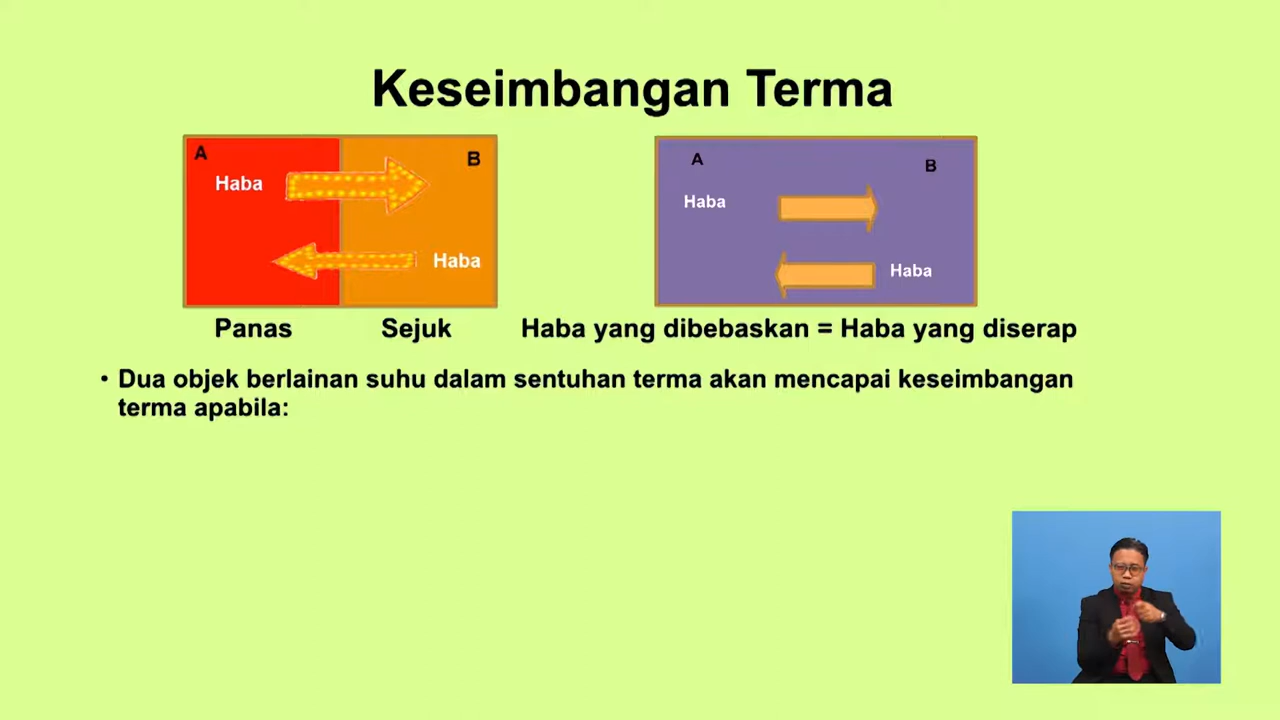 Keseimbangan Terma
A
B
Haba
Haba
A
B
Haba
Haba
Panas
Sejuk
Haba yang dibebaskan = Haba yang diserap
• Dua objek berlainan suhu dalam sentuhan terma akan mencapai keseimbangan
terma apabila: